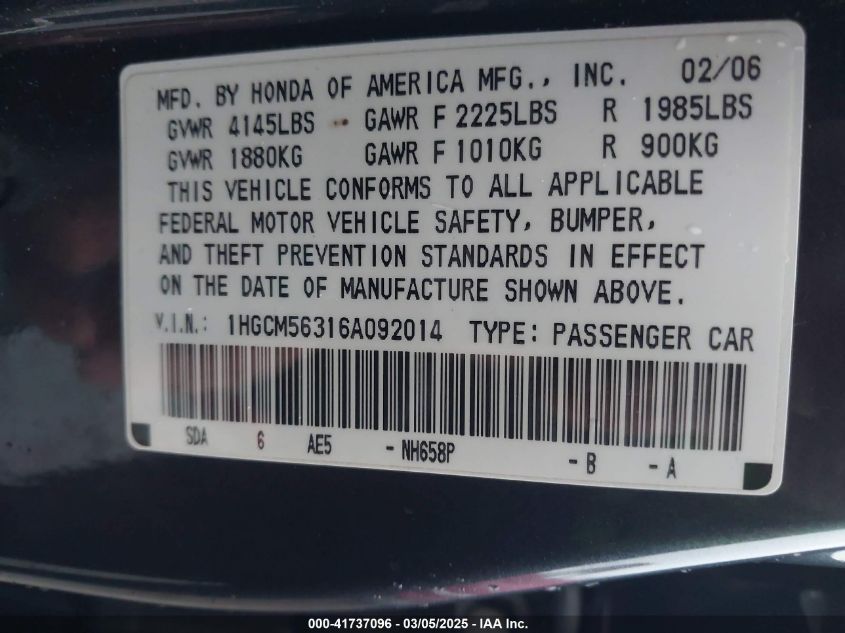 MFD. BY HONDA OF AMERICA MFG., INC. 02/06
GVWR 4145LBS GAWR F 2225LBS R 1985LBS
GVWR 1880KG GAWR F 1010KG R 900KG
THIS VEHICLE CONFORMS TO ALL APPLICABLE
FEDERAL MOTOR VEHICLE SAFETY, BUMPER,
AND THEFT PREVENTION STANDARDS IN EFFECT
ON THE DATE OF MANUFACTURE SHOWN ABOVE.
V.I.N.: 1HGCM56316A092014 TYPE: PASSENGER CAR
SDA 6 AE5 - NH658P - B - A
000-41737096 - 03/05/2025 - IAA Inc.